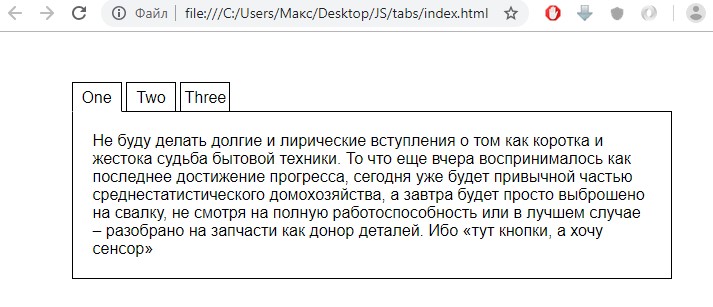 Файл file:///C:/Users/Макс/Desktop/JS/tabs/index.html
One Two Three
Не буду делать долгие и лирические вступления о том как коротка и
жестока судьба бытовой техники. То что еще вчера воспринималось как
последнее достижение прогресса, сегодня уже будет привычной частью
среднестатистического домохозяйства, а завтра будет просто выброшено
на свалку, не смотря на полную работоспособность или в лучшем случае
– разобрано на запчасти как донор деталей. Ибо «тут кнопки, а хочу
сенсор»